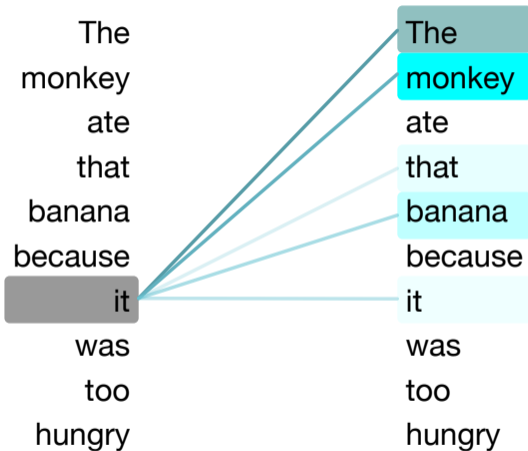 The The
monkey monkey
ate ate
that that
banana banana
because because
it it
was was
too too
hungry hungry